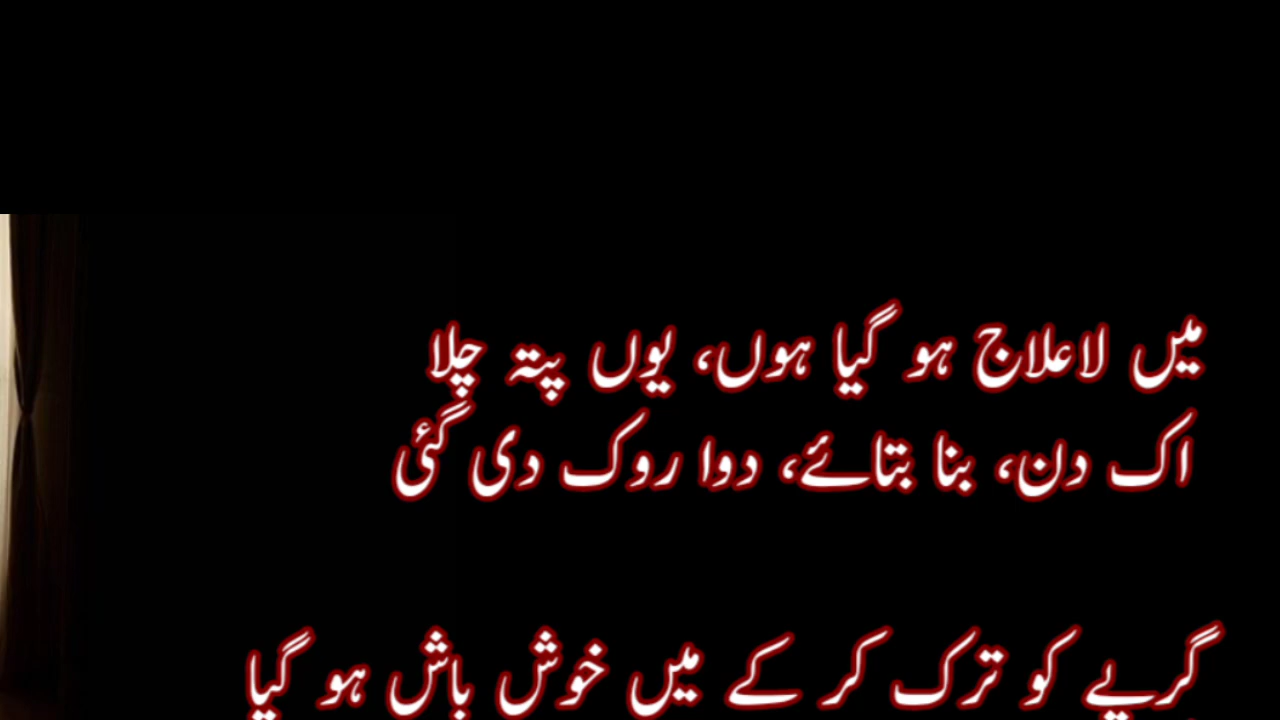 میں لاعلاج ہو گیا ہوں، یوں پتہ چلا
اک دن، بنا بتائے، دوا روک دی گئی
گریے کو ترک کر کے میں خوش باش ہو گیا